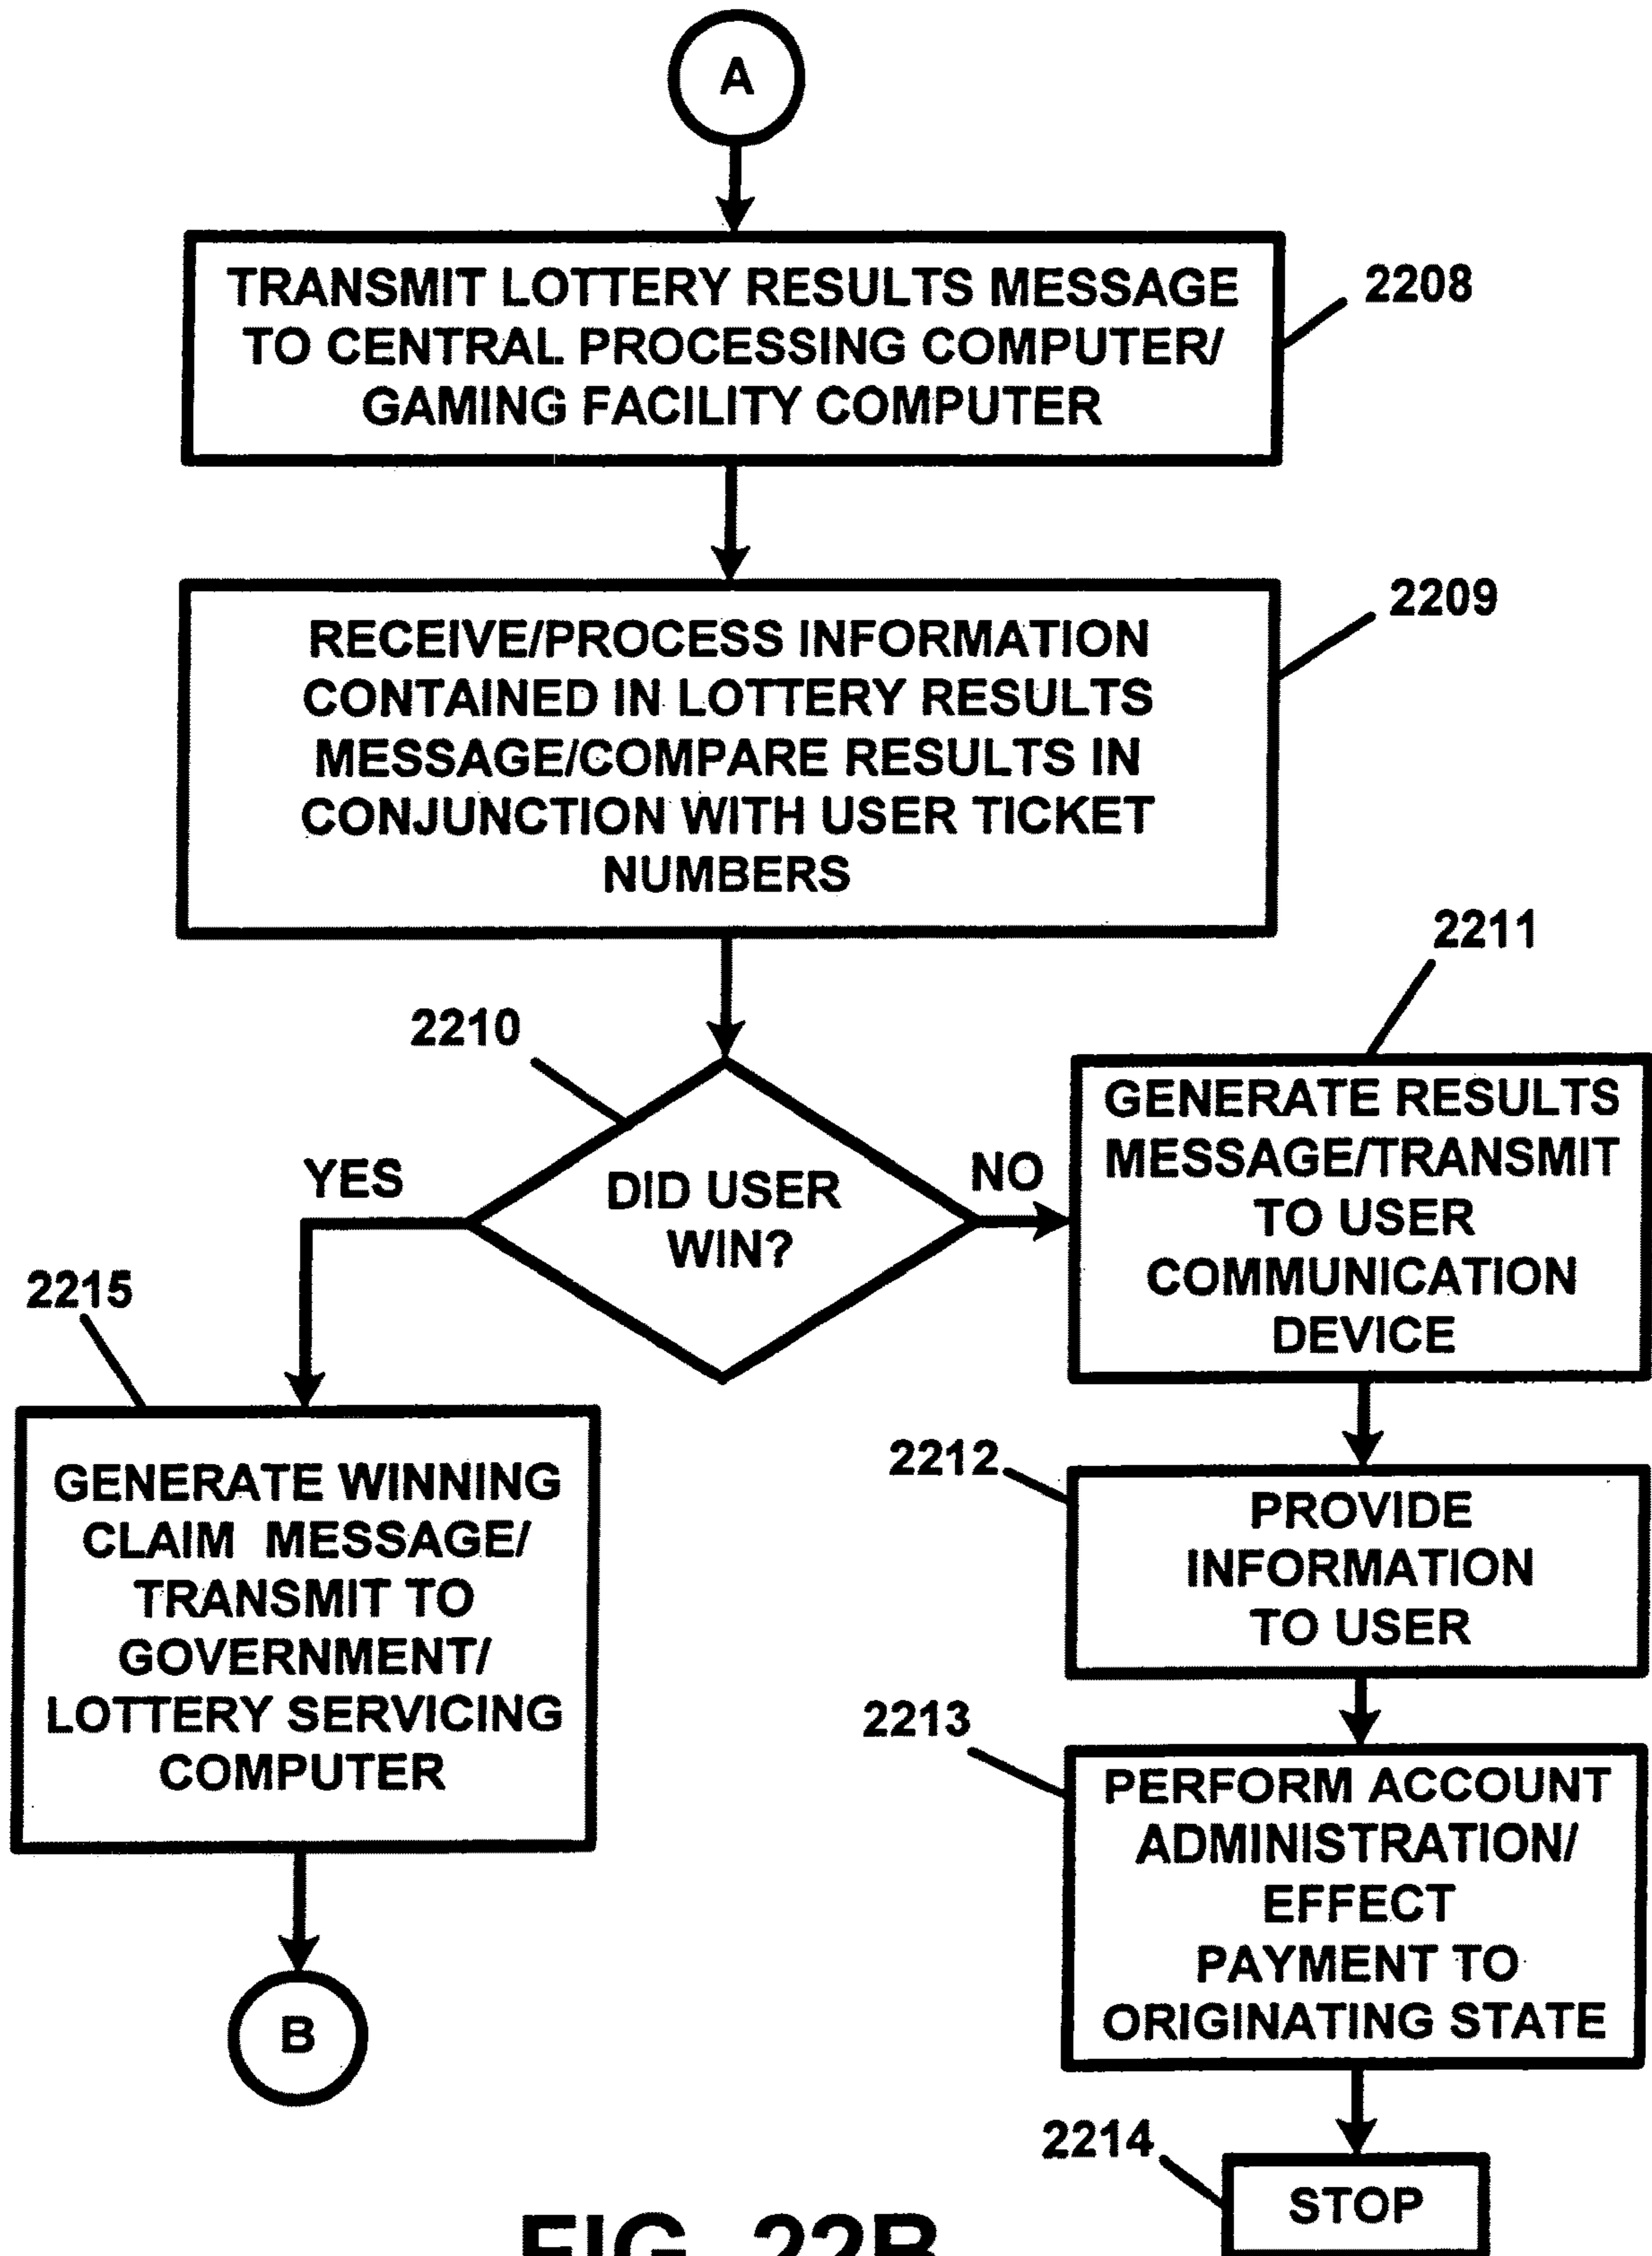 A
TRANSMIT LOTTERY RESULTS MESSAGE
TO CENTRAL PROCESSING COMPUTER/
GAMING FACILITY COMPUTER
2208
RECEIVE/PROCESS INFORMATION
CONTAINED IN LOTTERY RESULTS
MESSAGE/COMPARE RESULTS IN
CONJUNCTION WITH USER TICKET
NUMBERS
2209
2210
DID USER
WIN?
YES
NO
2211
GENERATE RESULTS
MESSAGE/TRANSMIT
TO USER
COMMUNICATION
DEVICE
2215
GENERATE WINNING
CLAIM MESSAGE/
TRANSMIT TO
GOVERNMENT/
LOTTERY SERVICING
COMPUTER
B
2212
PROVIDE
INFORMATION
TO USER
2213
PERFORM ACCOUNT
ADMINISTRATION/
EFFECT
PAYMENT TO
ORIGINATING STATE
2214
STOP
FIG. 22B